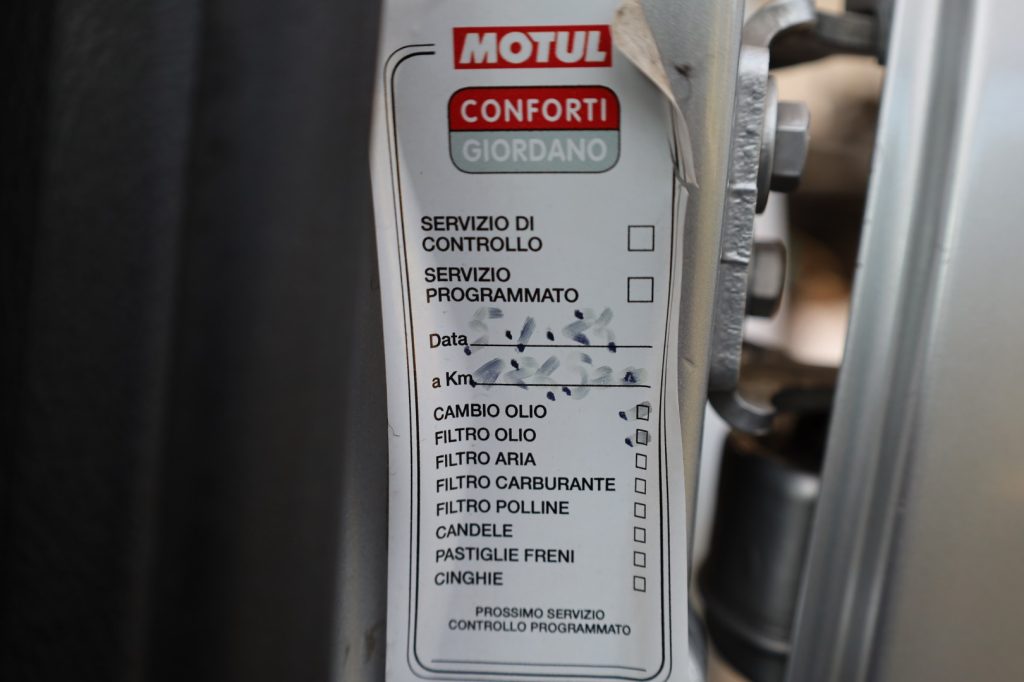 MOTUL
CONFORTI
GIORDANO
SERVIZIO DI
CONTROLLO
SERVIZIO
PROGRAMMATO
Data
a Km
CAMBIO OLIO
FILTRO OLIO
FILTRO ARIA
FILTRO CARBURANTE
FILTRO POLLINE
CANDELE
PASTIGLIE FRENI
CINGHIE
PROSSIMO SERVIZIO
CONTROLLO PROGRAMMATO